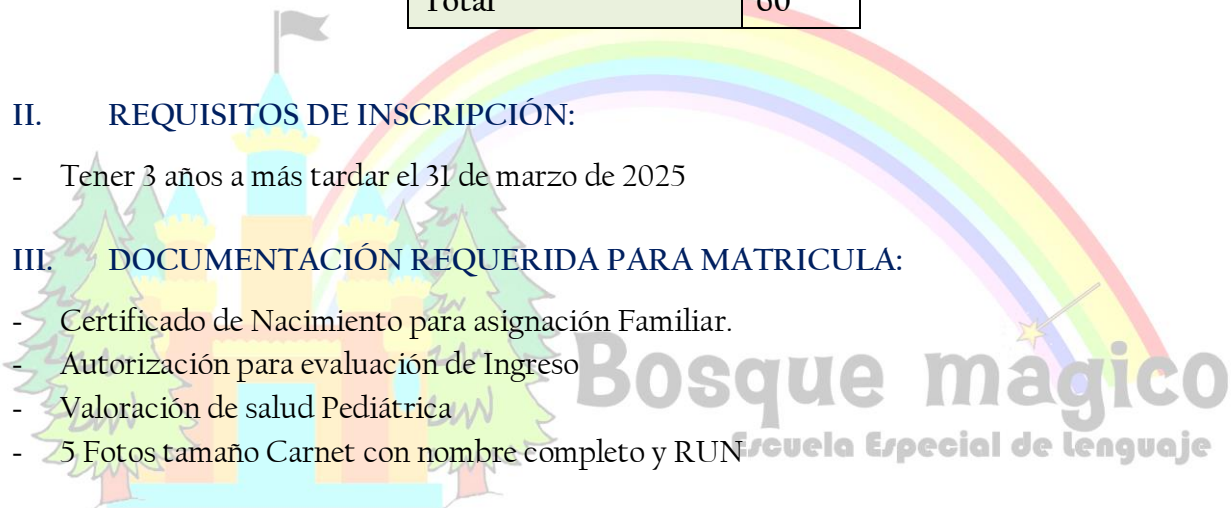 Total 60
II. REQUISITOS DE INSCRIPCIÓN:
- Tener 3 años a más tardar el 31 de marzo de 2025
III. DOCUMENTACIÓN REQUERIDA PARA MATRICULA:
- Certificado de Nacimiento para asignación Familiar.
- Autorización para evaluación de Ingreso
- Valoración de salud Pediátrica
- 5 Fotos tamaño Carnet con nombre completo y RUN
Bosque magico
Escuela Especial de Lenguaje